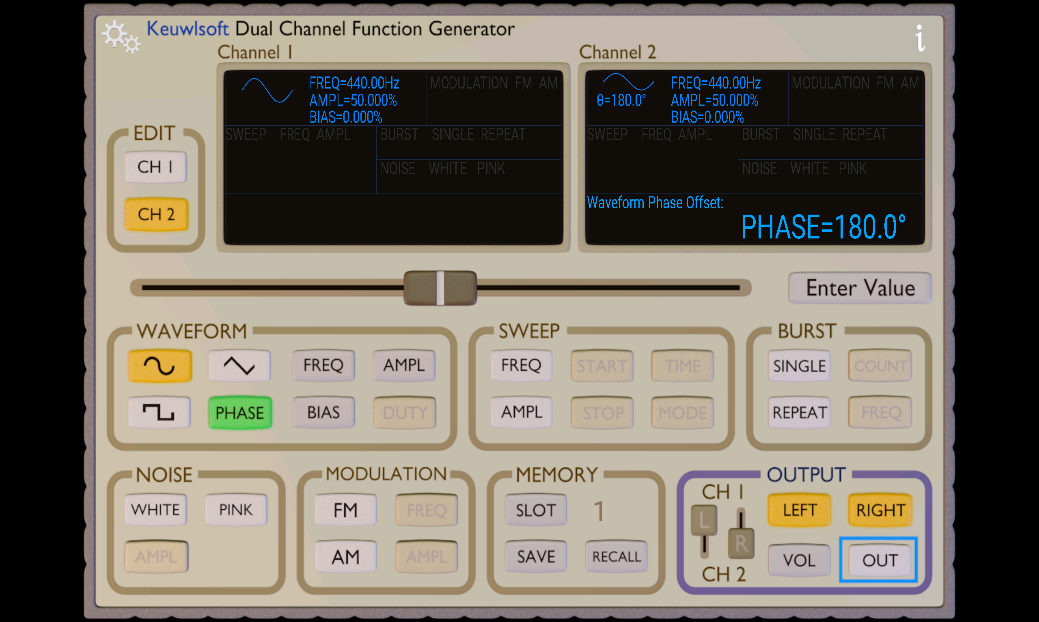 Keuwlsoft Dual Channel Function Generator
i
Channel 1
Channel 2
FREQ=440.00Hz
AMPL=50.000%
BIAS=0.000%
MODULATION FM AM
SWEEP FREQ AMPL
BURST SINGLE REPEAT
NOISE WHITE PINK
θ=180.0°
FREQ=440.00Hz
AMPL=50.000%
BIAS=0.000%
MODULATION FM AM
SWEEP FREQ AMPL
BURST SINGLE REPEAT
NOISE WHITE PINK
Waveform Phase Offset:
PHASE=180.0°
EDIT
CH 1
CH 2
Enter Value
WAVEFORM
FREQ
AMPL
PHASE
BIAS
DUTY
SWEEP
FREQ
START
TIME
AMPL
STOP
MODE
BURST
SINGLE
COUNT
REPEAT
FREQ
NOISE
WHITE
PINK
AMPL
MODULATION
FM
FREQ
AM
AMPL
MEMORY
SLOT
1
SAVE
RECALL
OUTPUT
CH 1
L
R
CH 2
LEFT
RIGHT
VOL
OUT